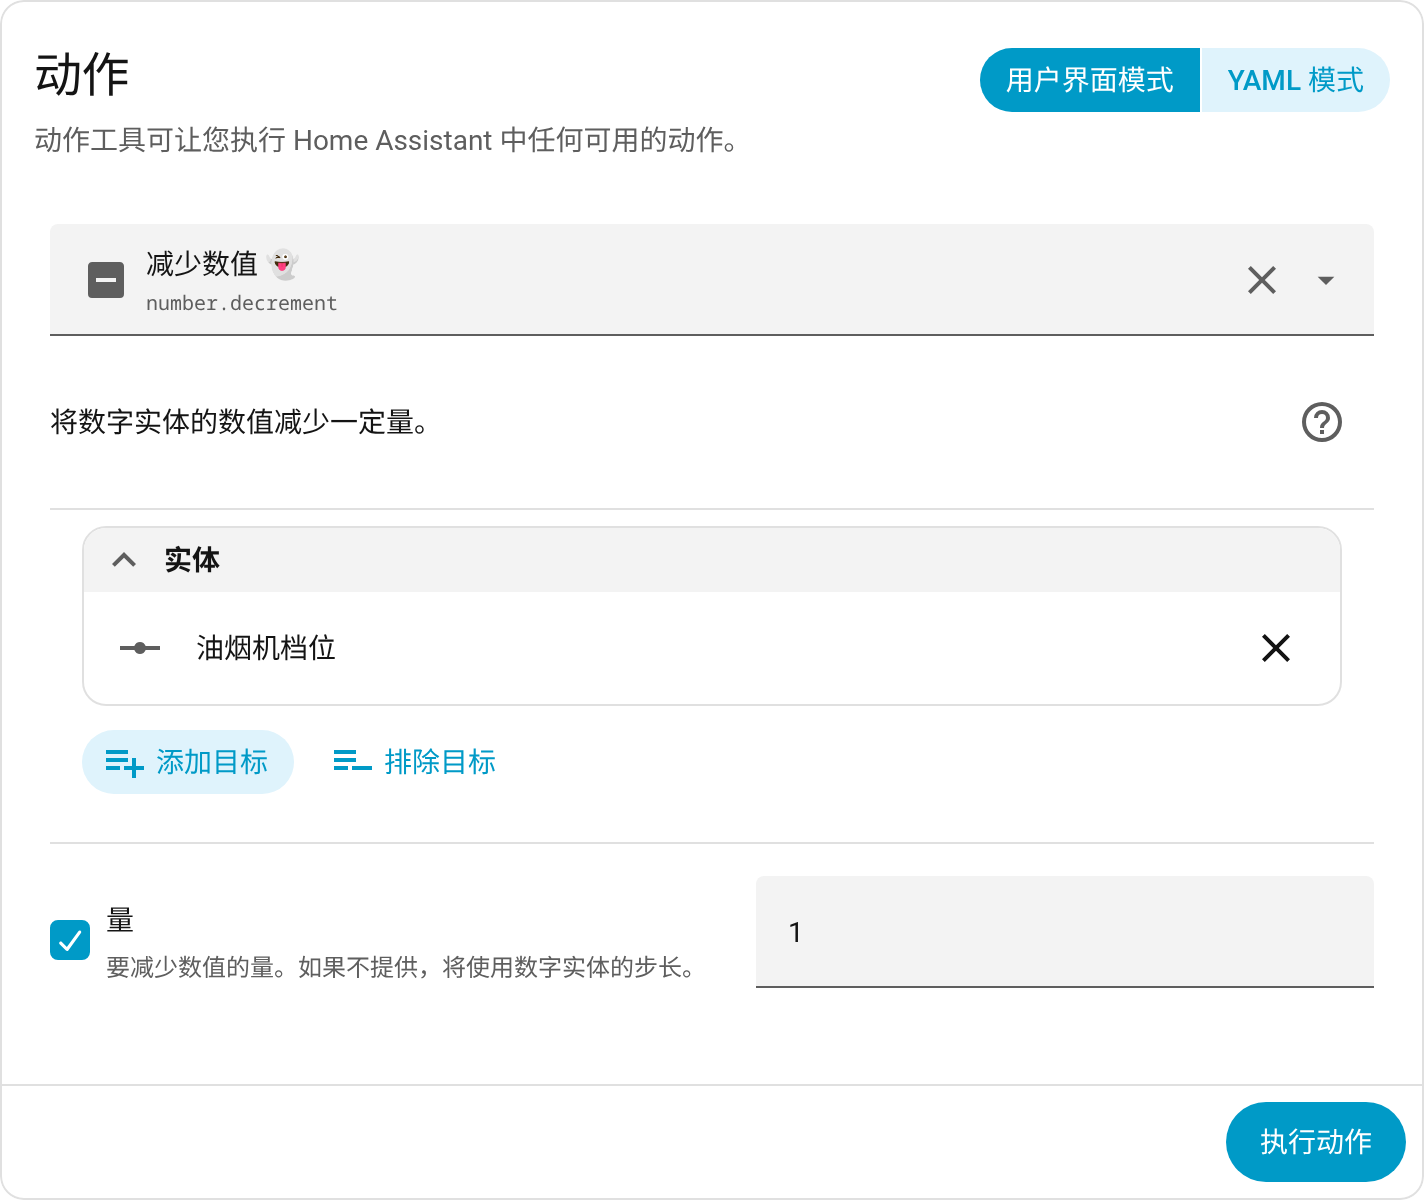 动作
用户界面模式
YAML 模式
动作工具可让您执行 Home Assistant 中任何可用的动作。
减少数值 👻
number.decrement
将数字实体的数值减少一定量。
实体
油烟机档位
添加目标
排除目标
量
要减少数值的量。如果不提供，将使用数字实体的步长。
1
执行动作